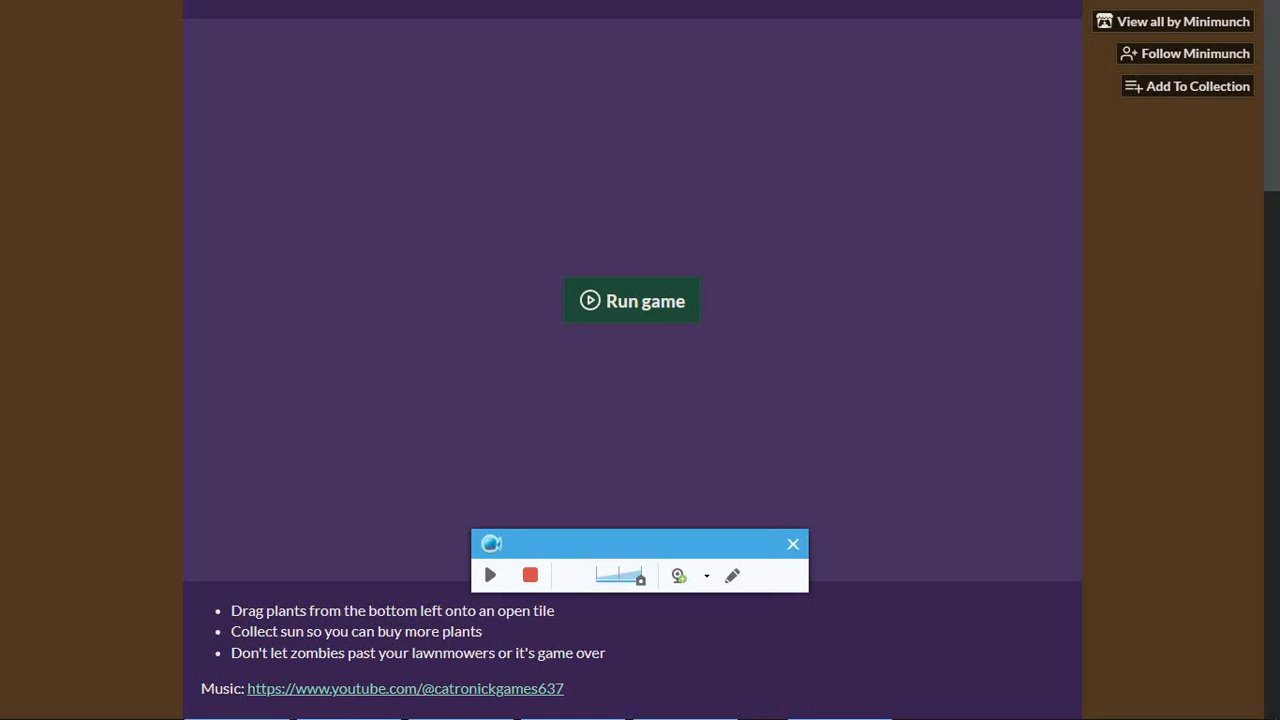 View all by Minimunch
Follow Minimunch
Add To Collection
Run game
Drag plants from the bottom left onto an open tile
Collect sun so you can buy more plants
Don't let zombies past your lawnmowers or it's game over
Music: https://www.youtube.com/@catronickgames637